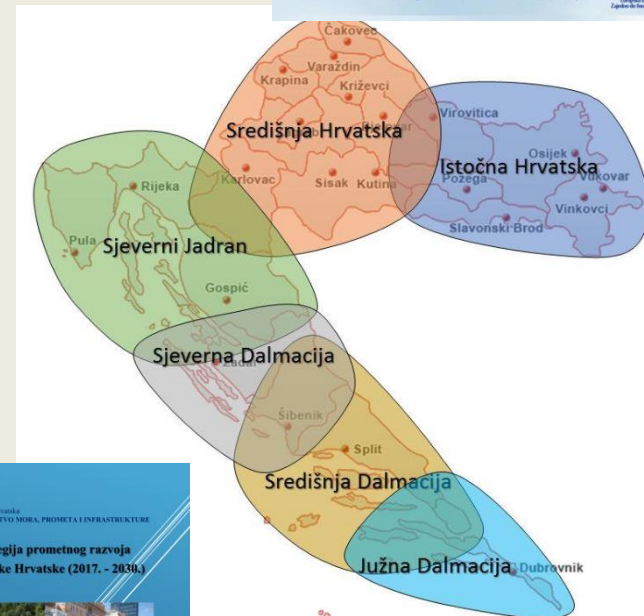 Čakovec
Varaždin
Krapina
Križevci
Središnja Hrvatska
Virovitica
Osijek
Istočna Hrvatska
Karlovac
Sisak
Kutina
Požega
Vukovar
Vinkovci
Slavonski Brod
Rijeka
Pula
Sjeverni Jadran
Gospić
Sjeverna Dalmacija
Zadar
Šibenik
Split
Središnja Dalmacija
Južna Dalmacija
Dubrovnik
MORA, PROMETA I INFRASTRUKTURE
prometnog razvoja
Hrvatske (2017. - 2030.)